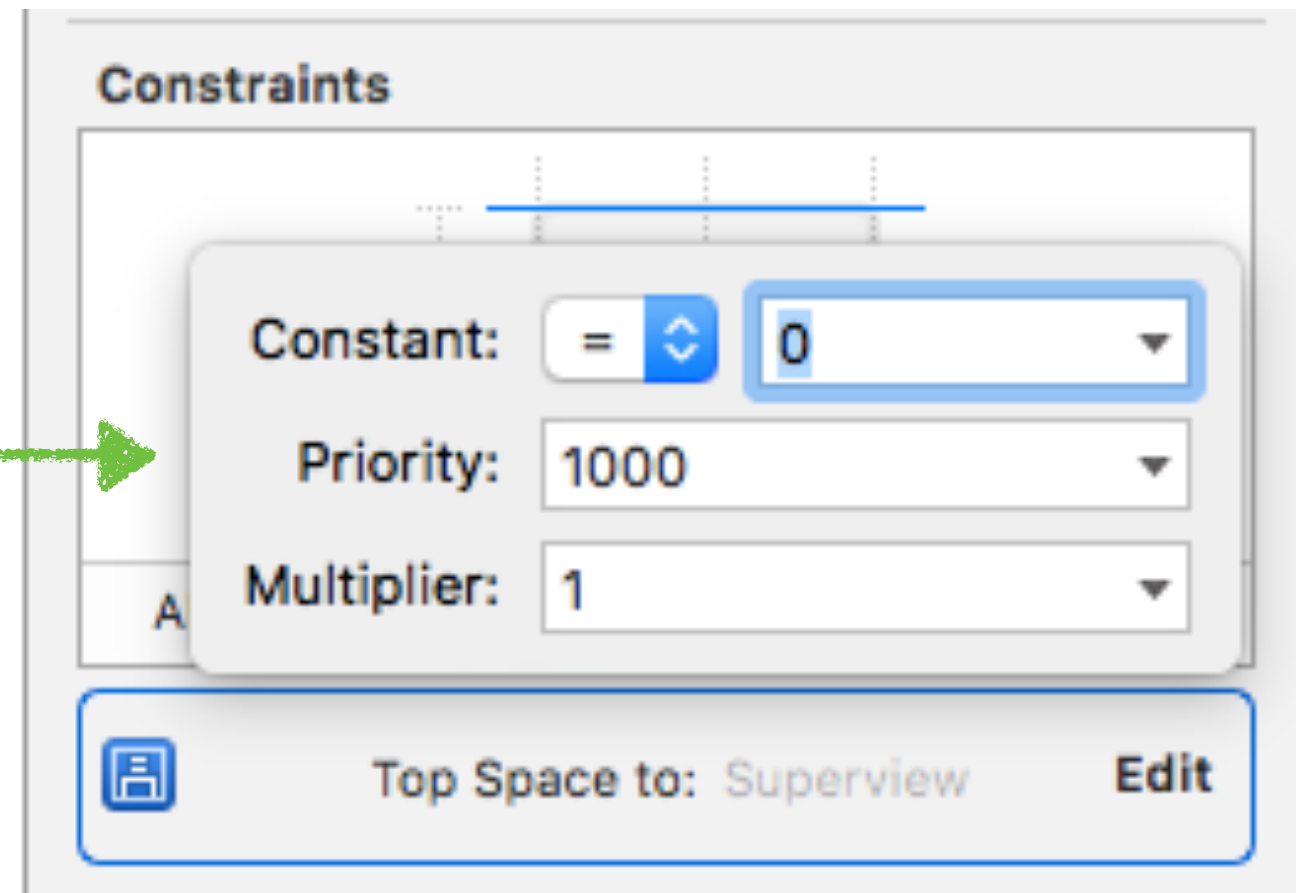 Constraints
Constant: = 0
Priority: 1000
Multiplier: 1
Top Space to: Superview Edit